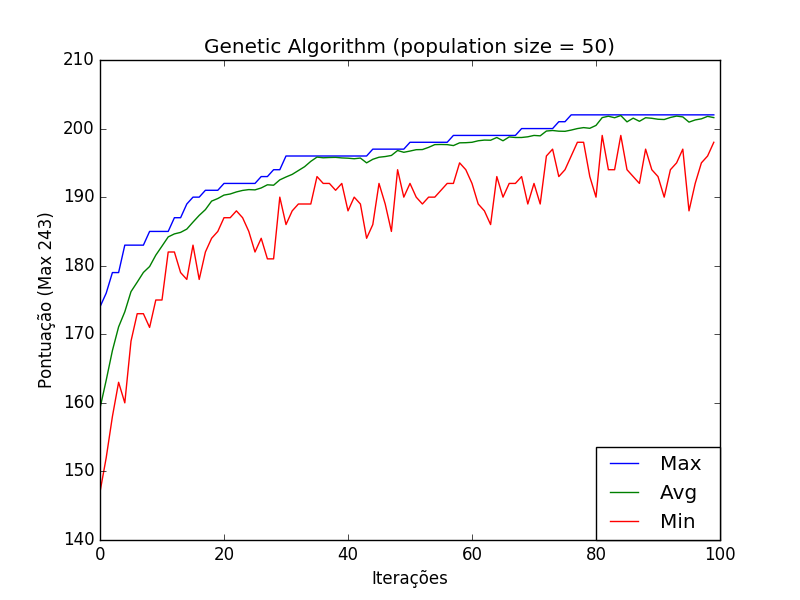 Genetic Algorithm (population size = 50)
210
200
190
180
170
160
150
140
Pontuação (Max 243)
0 20 40 60 80 100
Iterações
Max
Avg
Min